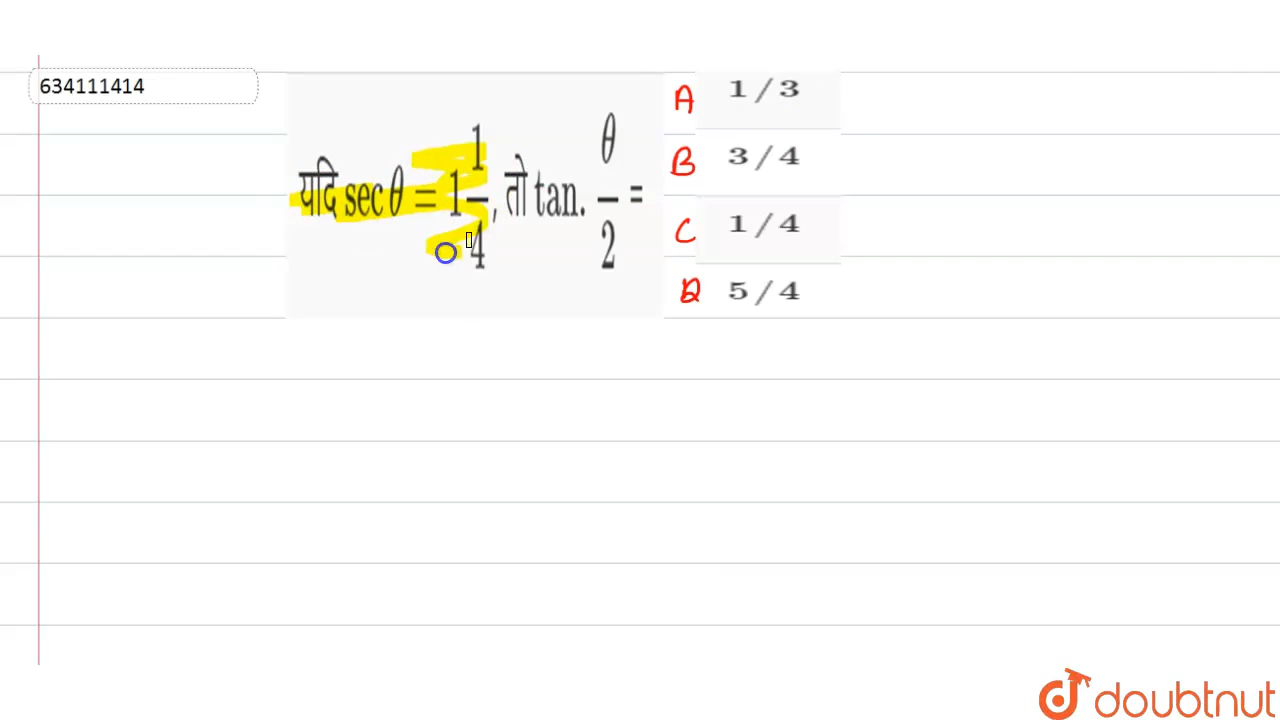 634111414
यदि sec θ = 1 1/4 , तो tan. θ/2 =
A 1 / 3
B 3 / 4
C 1 / 4
D 5 / 4
doubtnut